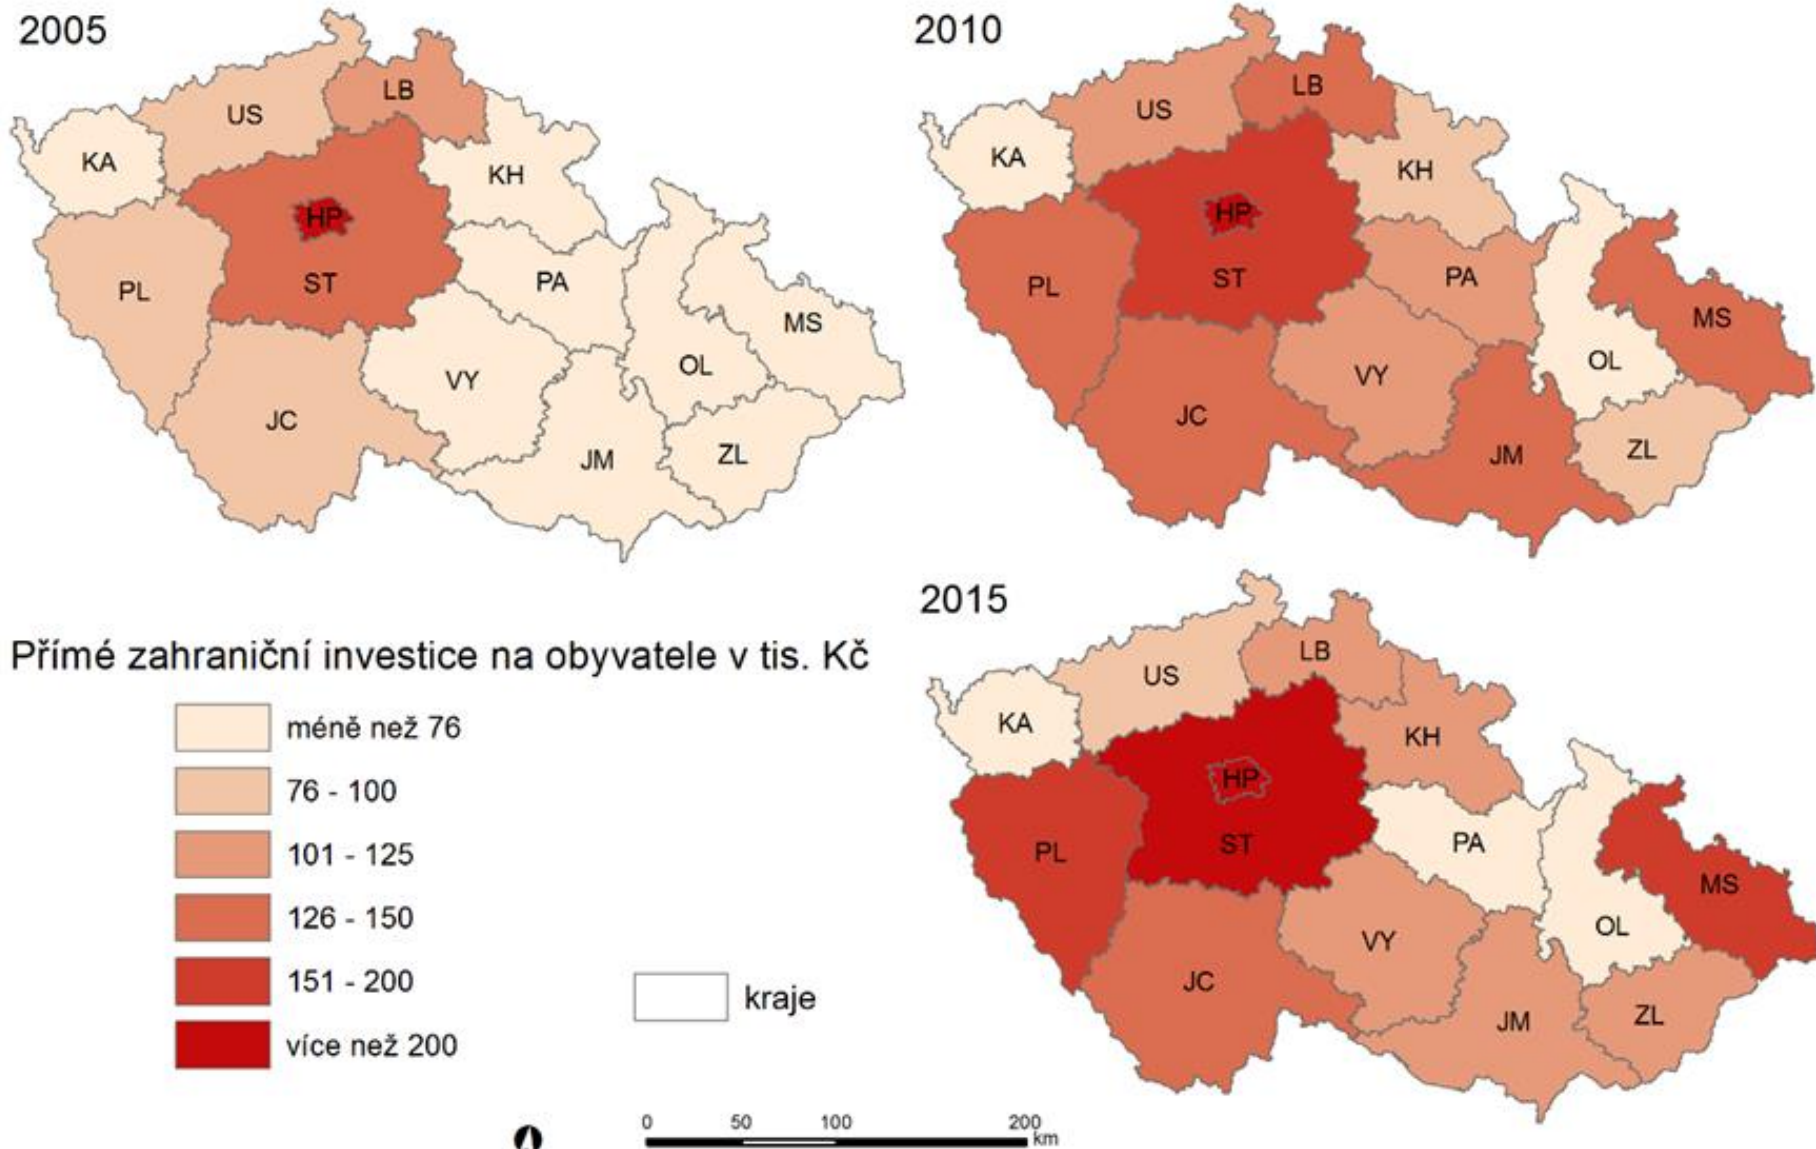 2005
US
LB
KA
KH
HP
PL
ST
PA
MS
VY
OL
JC
JM
ZL
2010
US
LB
KA
KH
HP
PL
ST
PA
MS
VY
OL
JC
JM
ZL
2015
US
LB
KA
KH
HP
PL
ST
PA
MS
VY
OL
JC
JM
ZL
Přímé zahraniční investice na obyvatele v tis. Kč
méně než 76
76 - 100
101 - 125
126 - 150
151 - 200
více než 200
kraje
0 50 100 200
km